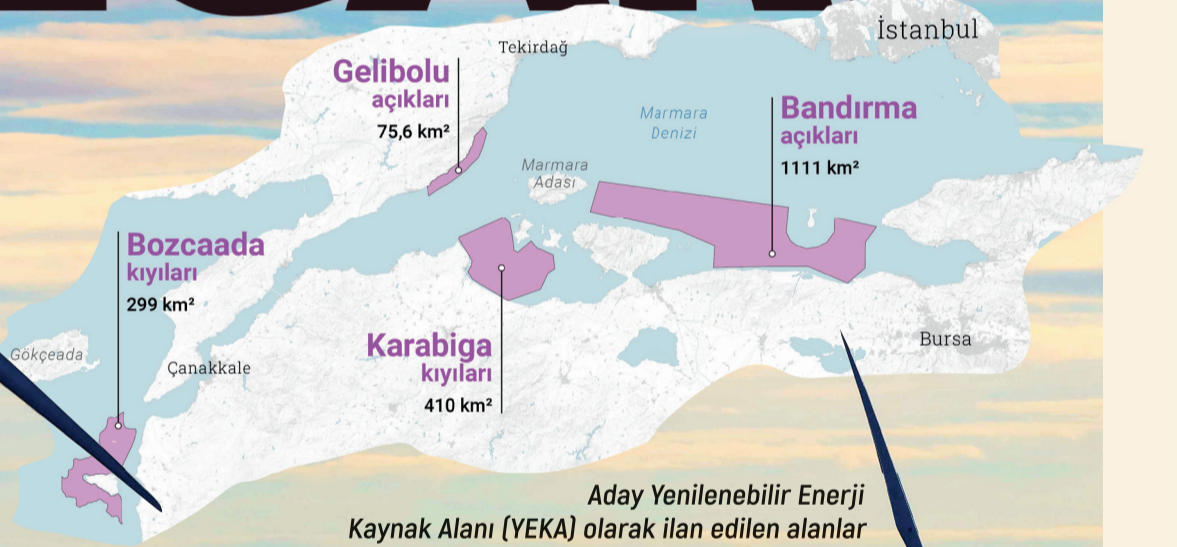 İstanbul
Tekirdağ
Gelibolu
açıkları
75,6 km²
Marmara
Denizi
Bandırma
açıkları
1111 km²
Marmara
Adası
Bozcaada
kıyıları
299 km²
Karabiga
kıyıları
410 km²
Gökçeada
Çanakkale
Bursa
Aday Yenilenebilir Enerji
Kaynak Alanı (YEKA) olarak ilan edilen alanlar